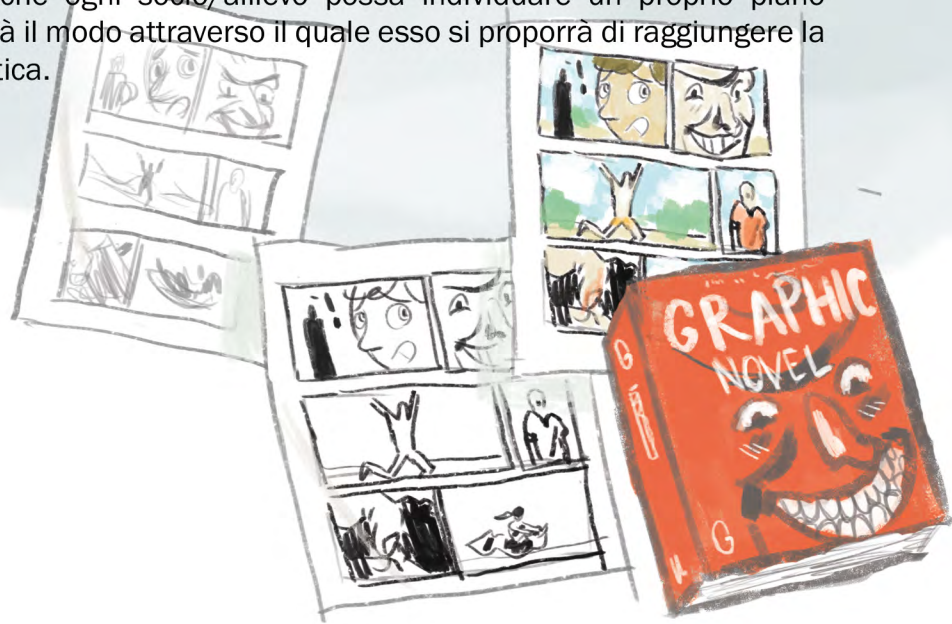 che ogni socio/allievo possa individuare un proprio piano
à il modo attraverso il quale esso si proporrà di raggiungere la
tica.
GRAPHIC
NOVEL
G
G